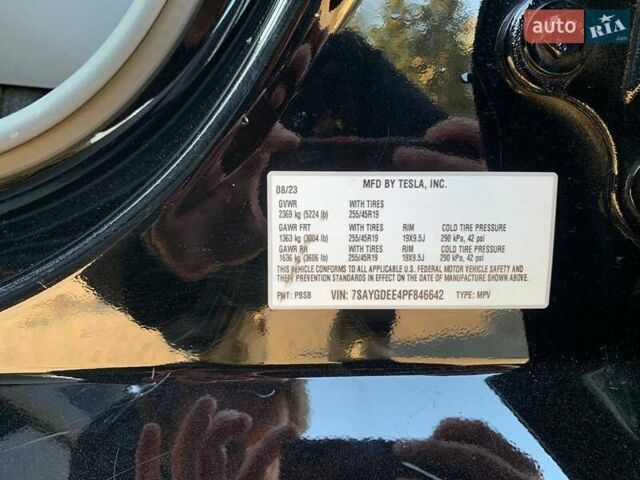 auto RIA
.com
08/23 MFD BY TESLA, INC.
GVWR WITH TIRES
2369 kg (5224 lb) 255/45R19
GAWR FRT WITH TIRES RIM COLD TIRE PRESSURE
1363 kg (3004 lb) 255/45R19 19X9.5J 290 kPa, 42 psi
GAWR RR WITH TIRES RIM COLD TIRE PRESSURE
1636 kg (3606 lb) 255/45R19 19X9.5J 290 kPa, 42 psi
THIS VEHICLE CONFORMS TO ALL APPLICABLE U.S. FEDERAL MOTOR VEHICLE SAFETY AND
THEFT PREVENTION STANDARDS IN EFFECT ON THE DATE OF MANUFACTURE SHOWN ABOVE.
PNT: PBSB VIN: 7SAYGDEE4PF846642 TYPE: MPV